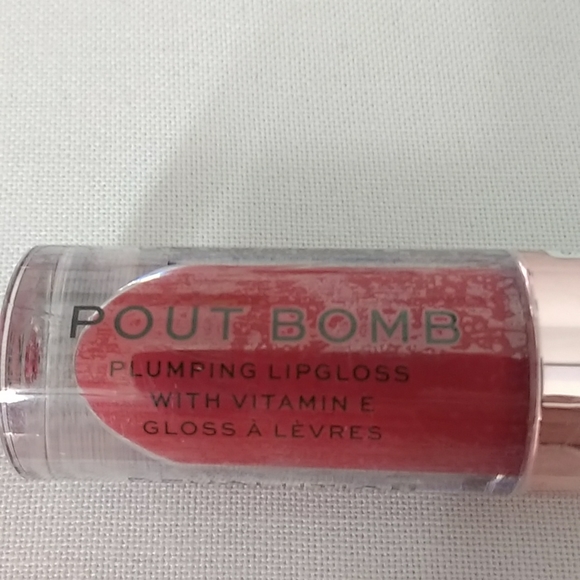 POUT BOMB
PLUMPING LIPGLOSS
WITH VITAMIN E
GLOSS À LÈVRES